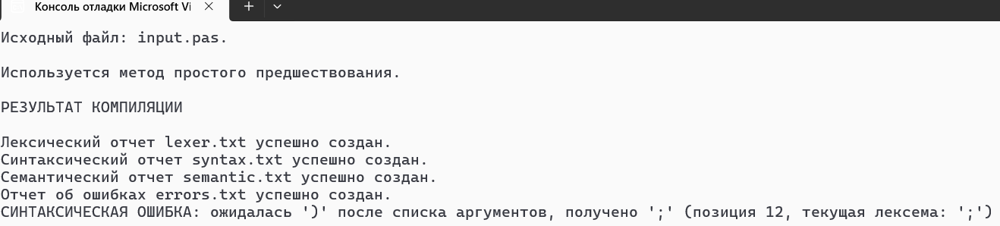 Консоль отладки Microsoft Vi
Исходный файл: input.pas.
Используется метод простого предшествования.
РЕЗУЛЬТАТ КОМПИЛЯЦИИ
Лексический отчет lexer.txt успешно создан.
Синтаксический отчет syntax.txt успешно создан.
Семантический отчет semantic.txt успешно создан.
Отчет об ошибках errors.txt успешно создан.
СИНТАКСИЧЕСКАЯ ОШИБКА: ожидалась ')' после списка аргументов, получено ';' (позиция 12, текущая лексема: ';')